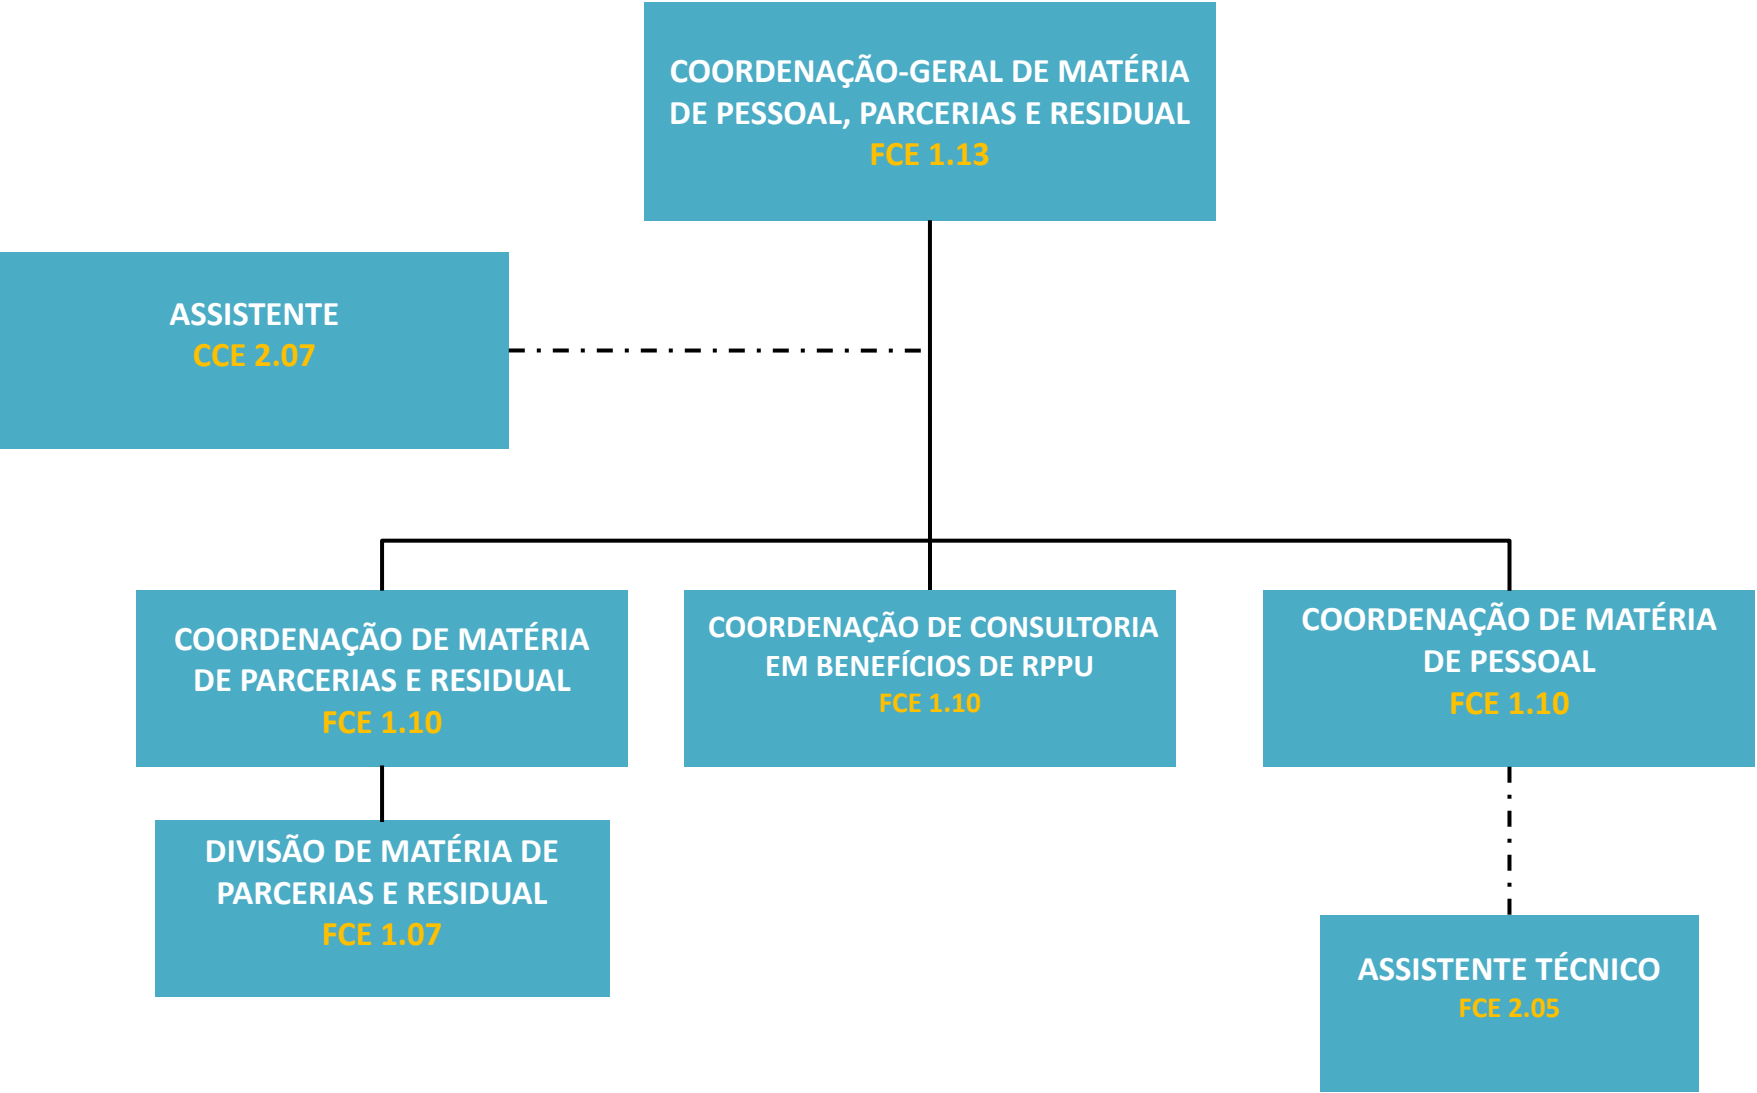 COORDENAÇÃO-GERAL DE MATÉRIA
DE PESSOAL, PARCERIAS E RESIDUAL
FCE 1.13
ASSISTENTE
CCE 2.07
COORDENAÇÃO DE MATÉRIA
DE PARCERIAS E RESIDUAL
FCE 1.10
COORDENAÇÃO DE CONSULTORIA
EM BENEFÍCIOS DE RPPU
FCE 1.10
COORDENAÇÃO DE MATÉRIA
DE PESSOAL
FCE 1.10
DIVISÃO DE MATÉRIA DE
PARCERIAS E RESIDUAL
FCE 1.07
ASSISTENTE TÉCNICO
FCE 2.05